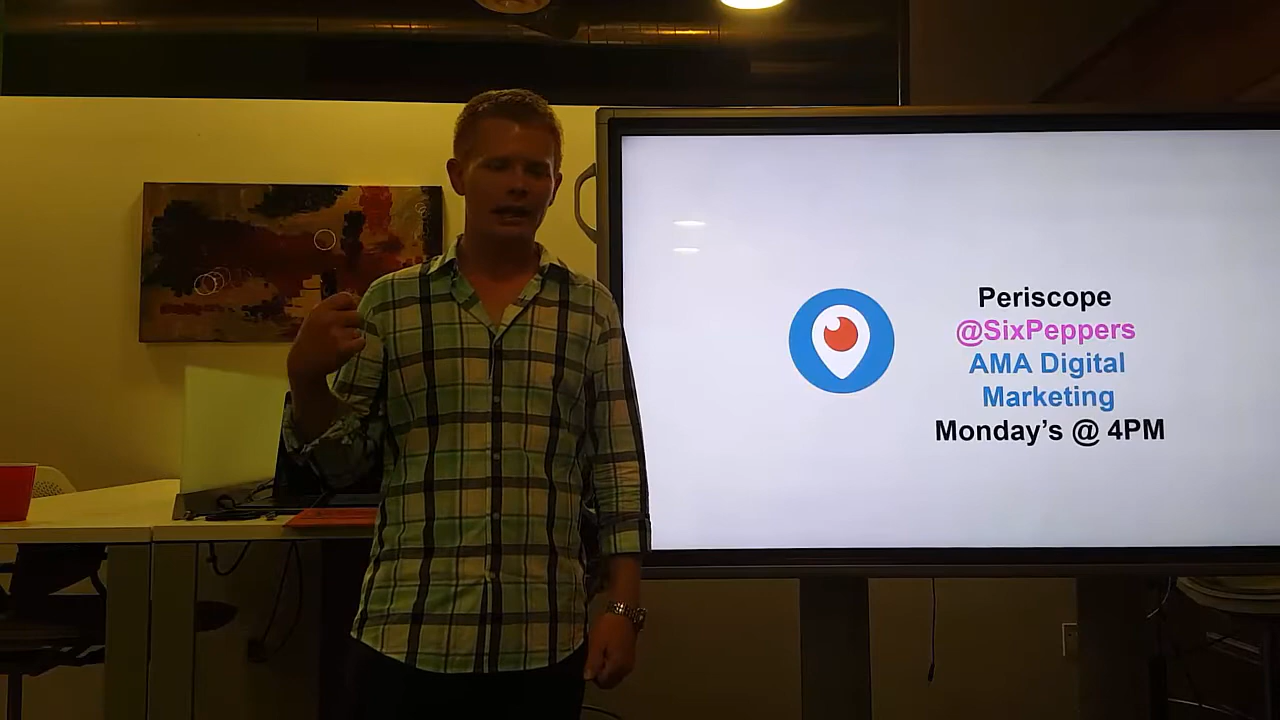 Periscope
@SixPeppers
AMA Digital
Marketing
Monday's @ 4PM